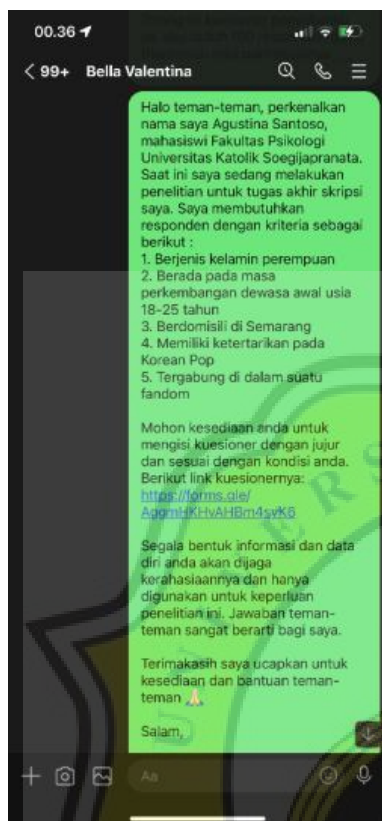 00.36
99+ Bella Valentina
Halo teman-teman, perkenalkan
nama saya Agustina Santoso,
mahasiswi Fakultas Psikologi
Universitas Katolik Soegijapranata.
Saat ini saya sedang melakukan
penelitian untuk tugas akhir skripsi
saya. Saya membutuhkan
responden dengan kriteria sebagai
berikut :
1. Berjenis kelamin perempuan
2. Berada pada masa
perkembangan dewasa awal usia
18-25 tahun
3. Berdomisili di Semarang
4. Memiliki ketertarikan pada
Korean Pop
5. Tergabung di dalam suatu
fandom
Mohon kesediaan anda untuk
mengisi kuesioner dengan jujur
dan sesuai dengan kondisi anda.
Berikut link kuesionernya:
https://forms.gle/
Segala bentuk informasi dan data
diri anda akan dijaga
kerahasiaannya dan hanya
digunakan untuk keperluan
penelitian ini. Jawaban teman-
teman sangat berarti bagi saya.
Terimakasih saya ucapkan untuk
kesediaan dan bantuan teman-
teman 🙏
Salam,
Aa